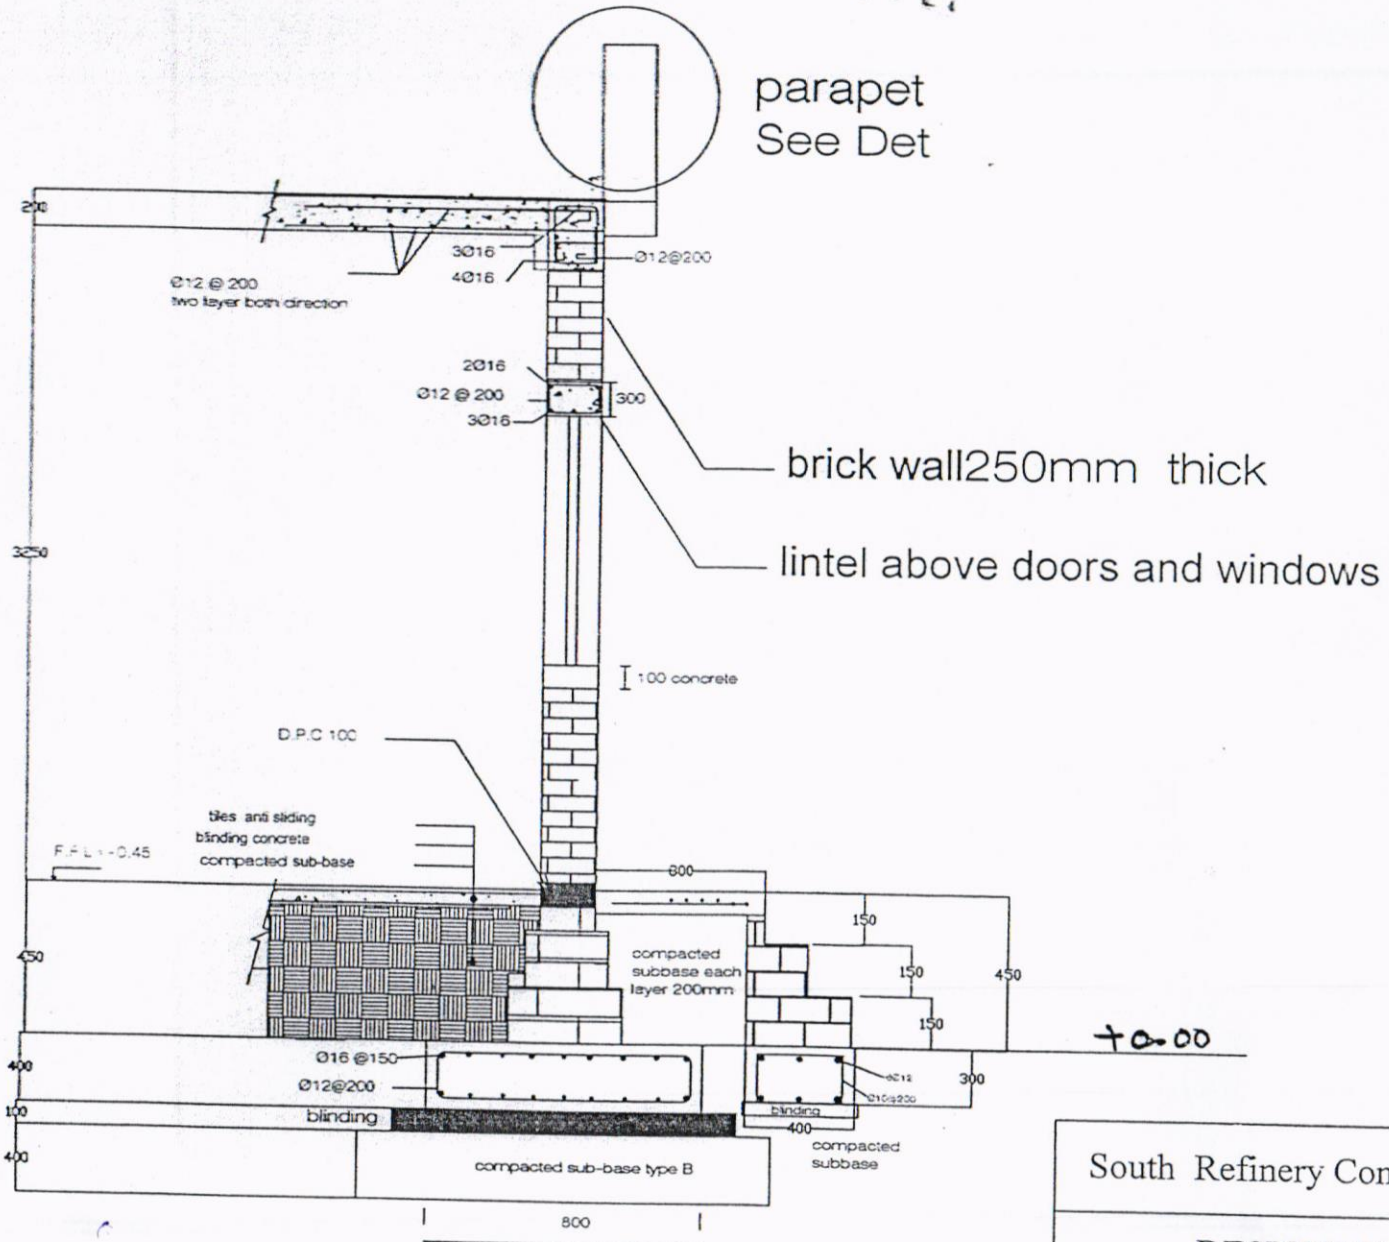 parapet
See Det
200
3Ø16
Ø12@200
4Ø16
Ø12 @ 200
two layer both direction
2Ø16
Ø12 @ 200
300
3Ø16
brick wall250mm thick
lintel above doors and windows
3250
100 concrete
D.P.C 100
tiles anti sliding
blinding concrete
compacted sub-base
800
150
compacted
subbase each
layer 200mm
450
150
450
150
+0.00
Ø16 @150
Ø12@200
400
300
blinding
100
blinding
400
compacted
subbase
400
compacted sub-base type B
800
South Refinery